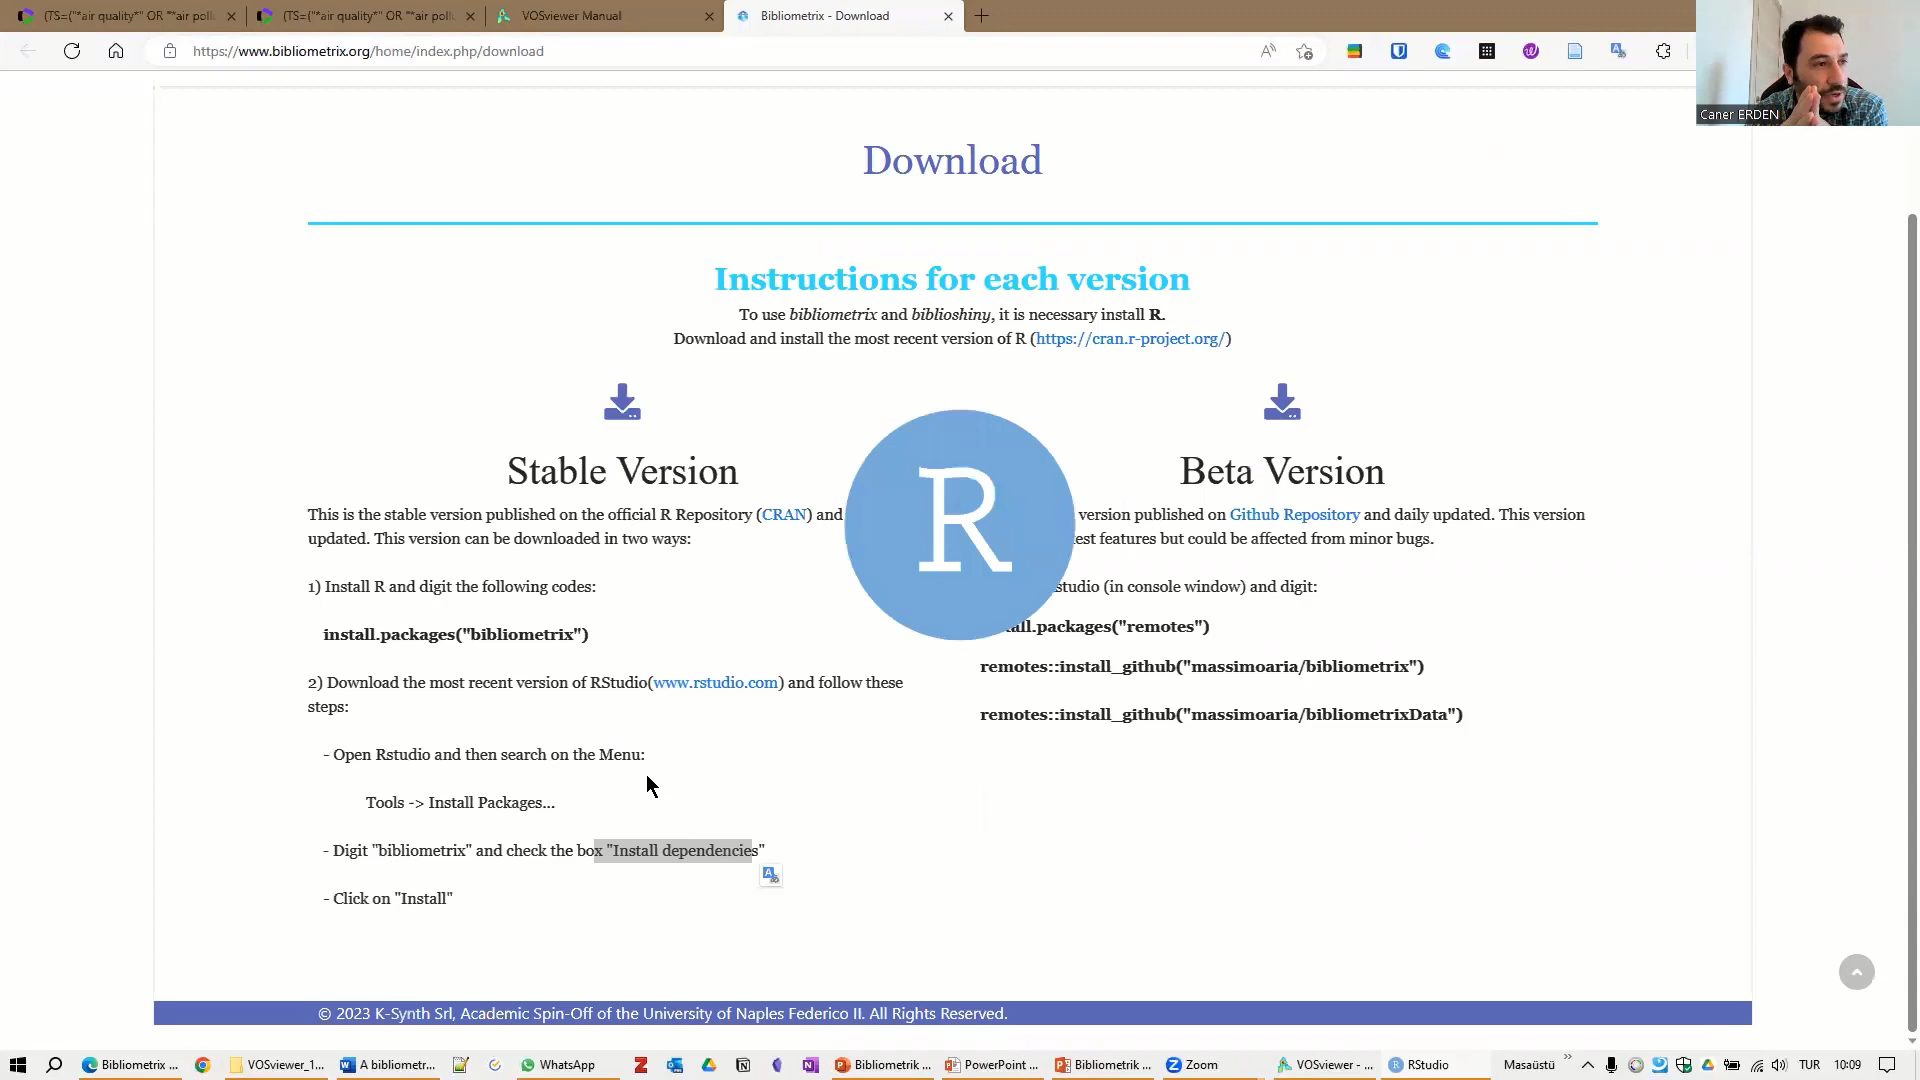 (TS=("*air quality*" OR "*air pollu
(TS=("*air quality*" OR "*air pollu
VOSviewer Manual
Bibliometrix - Download
https://www.bibliometrix.org/home/index.php/download
Caner ERDEN
Download
Instructions for each version
To use bibliometrix and biblioshiny, it is necessary install R.
Download and install the most recent version of R (https://cran.r-project.org/)
Stable Version
This is the stable version published on the official R Repository (CRAN) and
updated. This version can be downloaded in two ways:
1) Install R and digit the following codes:
install.packages("bibliometrix")
2) Download the most recent version of RStudio(www.rstudio.com) and follow these
steps:
- Open Rstudio and then search on the Menu:
Tools -> Install Packages...
- Digit "bibliometrix" and check the box "Install dependencies"
- Click on "Install"
R
Beta Version
version published on Github Repository and daily updated. This version
est features but could be affected from minor bugs.
studio (in console window) and digit:
all.packages("remotes")
remotes::install_github("massimoaria/bibliometrix")
remotes::install_github("massimoaria/bibliometrixData")
© 2023 K-Synth Srl, Academic Spin-Off of the University of Naples Federico II. All Rights Reserved.
Bibliometrix ...
VOSviewer_1...
A bibliometr...
WhatsApp
Bibliometrik ...
PowerPoint ...
Bibliometrik ...
Zoom
VOSviewer - ...
RStudio
Masaüstü
TUR
10:09